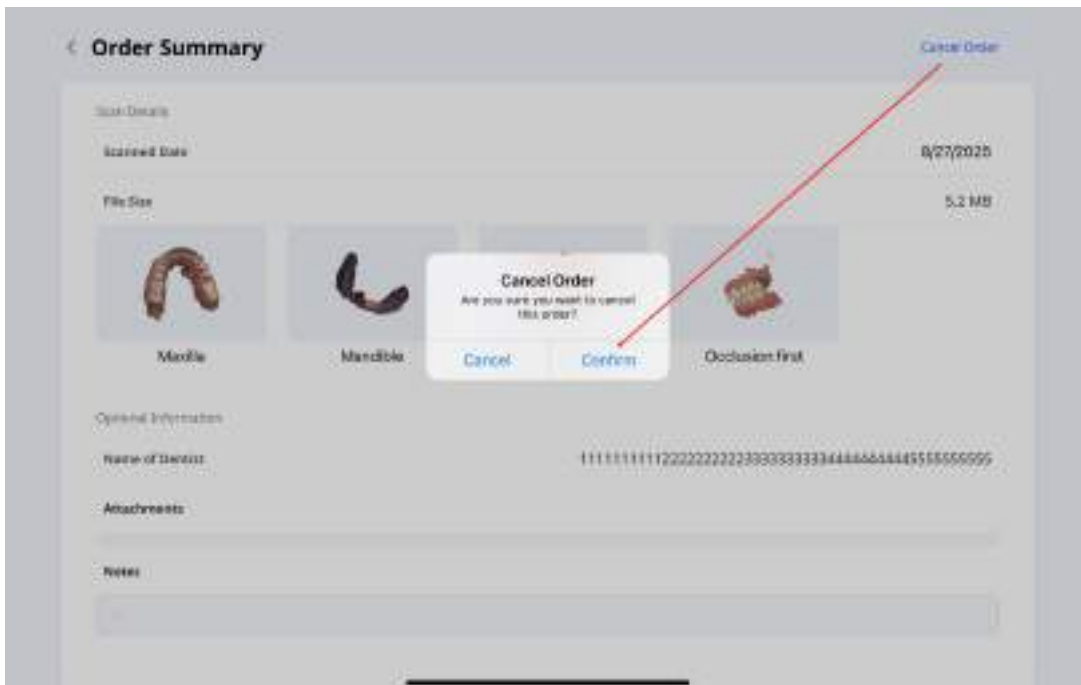 Order Summary
Cancel Order
Scan Details
Scanned Date
8/27/2025
File Size
5.2 MB
Cancel Order
Are you sure you want to cancel
this order?
Cancel
Confirm
Maxilla
Mandible
Occlusion first
Optional Information
Name of Dentist
11111111112222222222333333333344444444445555555555
Attachments
Notes